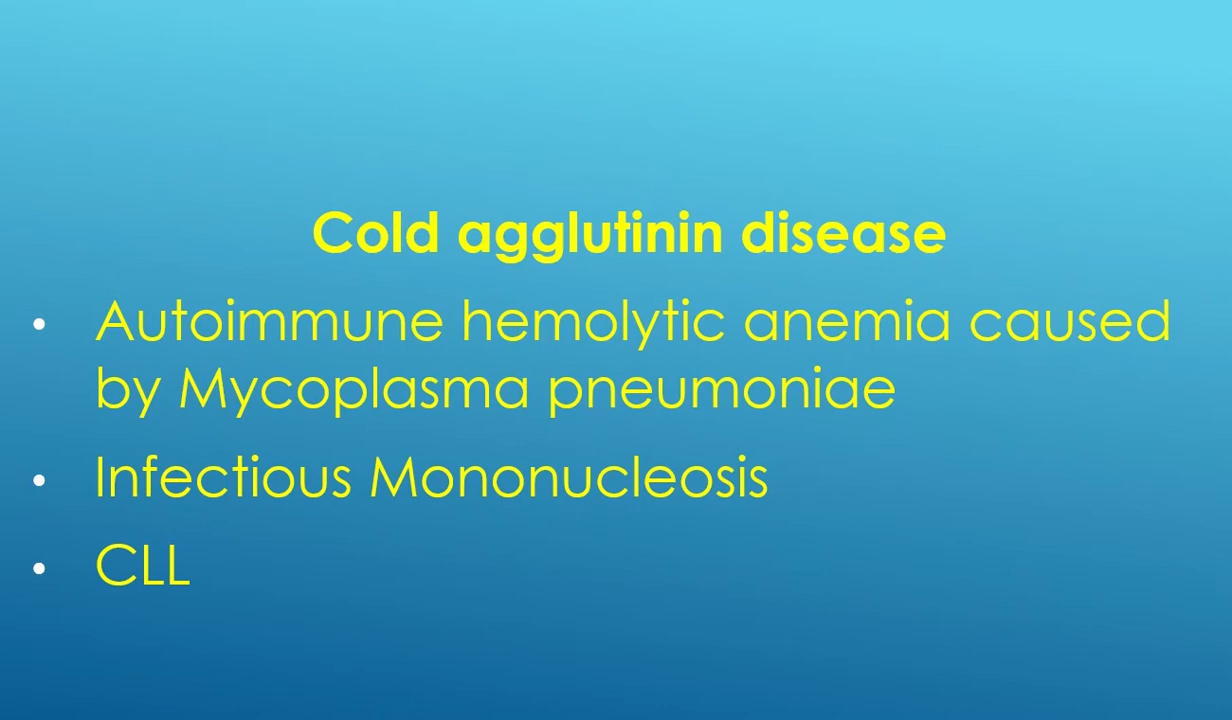 Cold agglutinin disease
• Autoimmune hemolytic anemia caused
by Mycoplasma pneumoniae
• Infectious Mononucleosis
• CLL